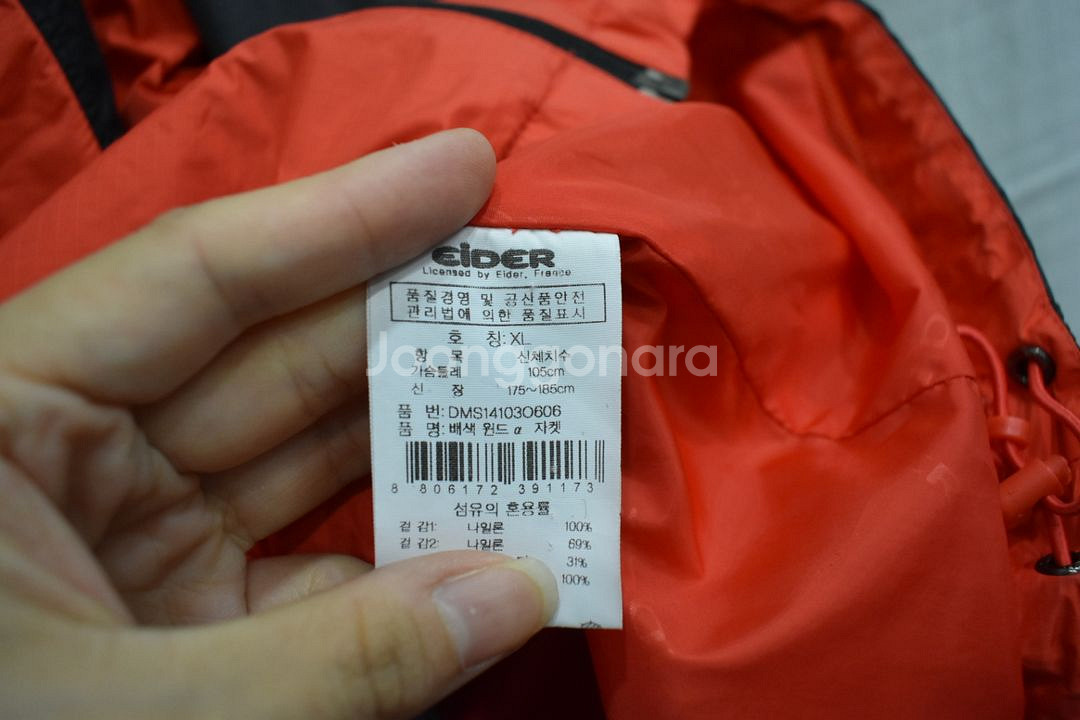 EiDER
Licensed by Eider, France
품질경영 및 공산품안전
관리법에 의한 품질표시
호 칭: XL
항 목 신체치수
가슴둘레 105cm
신 장 175~185cm
품 번: DMS14103O606
품 명: 배색 윈드 α 자켓
8 806172 391173
섬유의 혼용률
겉 감1: 나일론 100%
겉 감2: 나일론 69%
31%
100%
Joonggonara